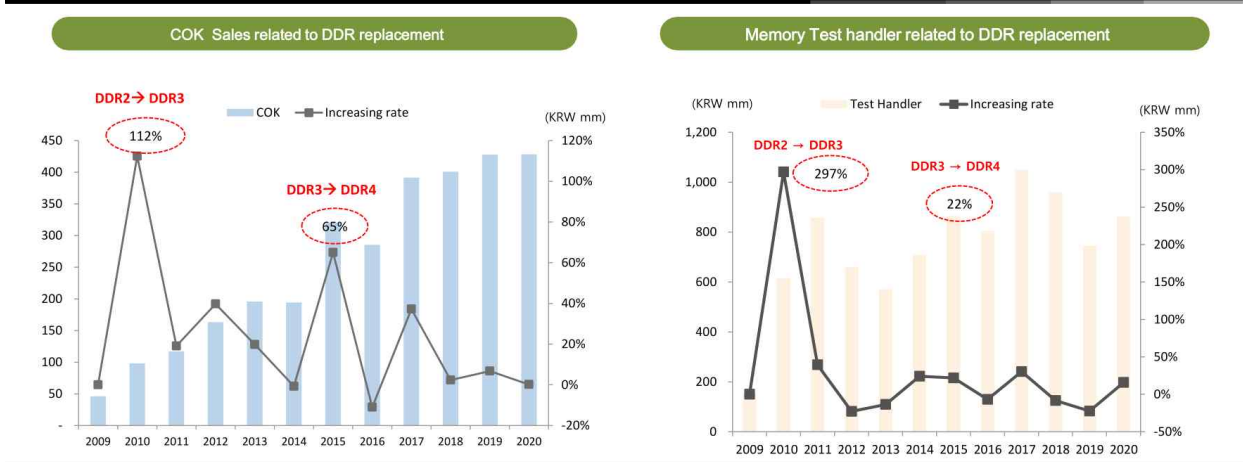 COK Sales related to DDR replacement
DDR2→ DDR3
COK
Increasing rate
(KRW mm)
112%
DDR3→ DDR4
65%
450
400
350
300
250
200
150
100
50
-
120%
100%
80%
60%
40%
20%
0%
-20%
2009 2010 2011 2012 2013 2014 2015 2016 2017 2018 2019 2020
Memory Test handler related to DDR replacement
(KRW mm)
Test Handler
Increasing rate
(KRW mm)
DDR2 → DDR3
297%
DDR3 → DDR4
22%
1,200
1,000
800
600
400
200
0
350%
300%
250%
200%
150%
100%
50%
0%
-50%
2009 2010 2011 2012 2013 2014 2015 2016 2017 2018 2019 2020